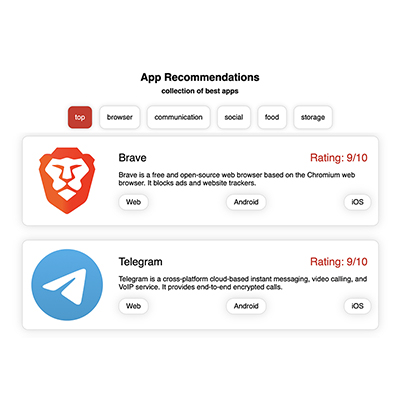 App Recommendations
collection of best apps
top browser communication social food storage
Brave Rating: 9/10
Brave is a free and open-source web browser based on the Chromium web
browser. It blocks ads and website trackers.
Web Android iOS
Telegram Rating: 9/10
Telegram is a cross-platform cloud-based instant messaging, video calling, and
VoIP service. It provides end-to-end encrypted calls.
Web Android iOS